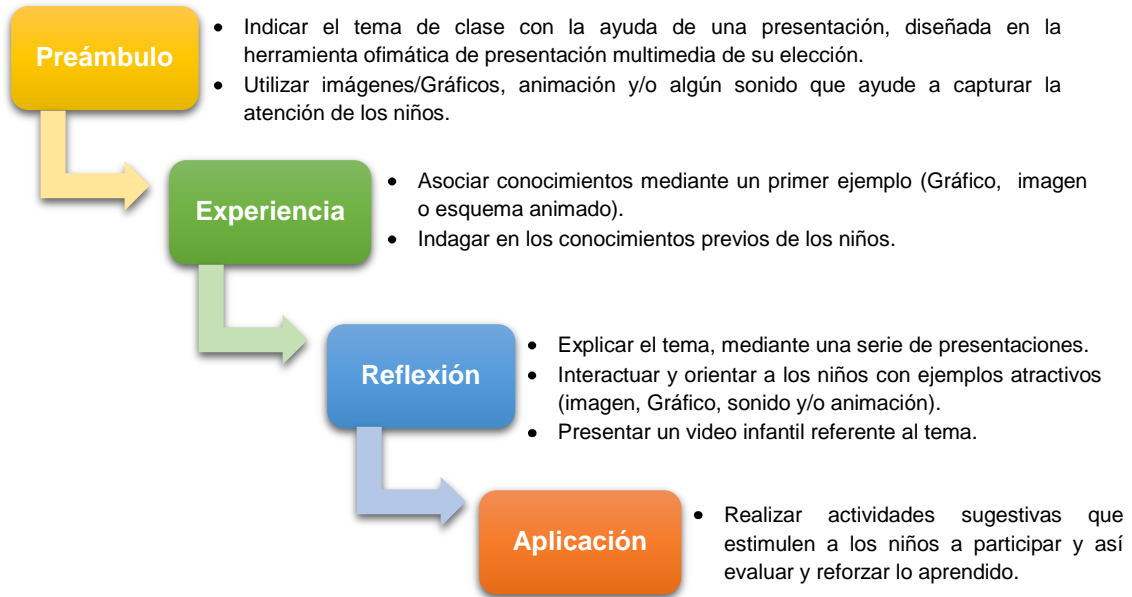 Preámbulo
• Indicar el tema de clase con la ayuda de una presentación, diseñada en la
herramienta ofimática de presentación multimedia de su elección.
• Utilizar imágenes/Gráficos, animación y/o algún sonido que ayude a capturar la
atención de los niños.
Experiencia
• Asociar conocimientos mediante un primer ejemplo (Gráfico, imagen
o esquema animado).
• Indagar en los conocimientos previos de los niños.
Reflexión
• Explicar el tema, mediante una serie de presentaciones.
• Interactuar y orientar a los niños con ejemplos atractivos
(imagen, Gráfico, sonido y/o animación).
• Presentar un video infantil referente al tema.
Aplicación
• Realizar actividades sugestivas que
estimulen a los niños a participar y así
evaluar y reforzar lo aprendido.